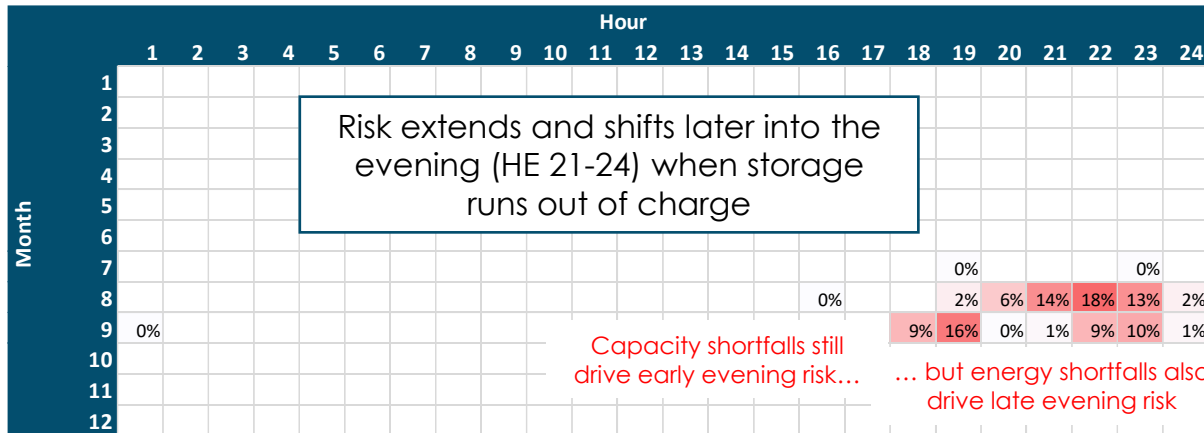 Hour
1 2 3 4 5 6 7 8 9 10 11 12 13 14 15 16 17 18 19 20 21 22 23 24
Month
1
2
3
4
5
6
7 0% 0%
8 0% 2% 6% 14% 18% 13% 2%
9 0% 9% 16% 0% 1% 9% 10% 1%
10
11
12
Risk extends and shifts later into the
evening (HE 21-24) when storage
runs out of charge
Capacity shortfalls still
drive early evening risk…
… but energy shortfalls also
drive late evening risk